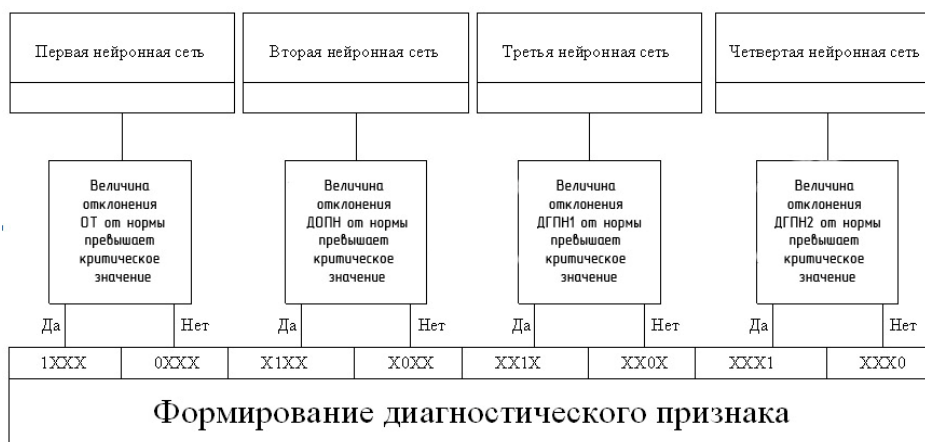 Первая нейронная сеть
Вторая нейронная сеть
Третья нейронная сеть
Четвертая нейронная сеть
Величина
отклонения
ОТ от нормы
превышает
критическое
значение
Величина
отклонения
ДОПН от нормы
превышает
критическое
значение
Величина
отклонения
ДГПН1 от нормы
превышает
критическое
значение
Величина
отклонения
ДГПН2 от нормы
превышает
критическое
значение
Да
Нет
Да
Нет
Да
Нет
Да
Нет
1XXX
0XXX
X1XX
X0XX
XX1X
XX0X
XXX1
XXX0
Формирование диагностического признака